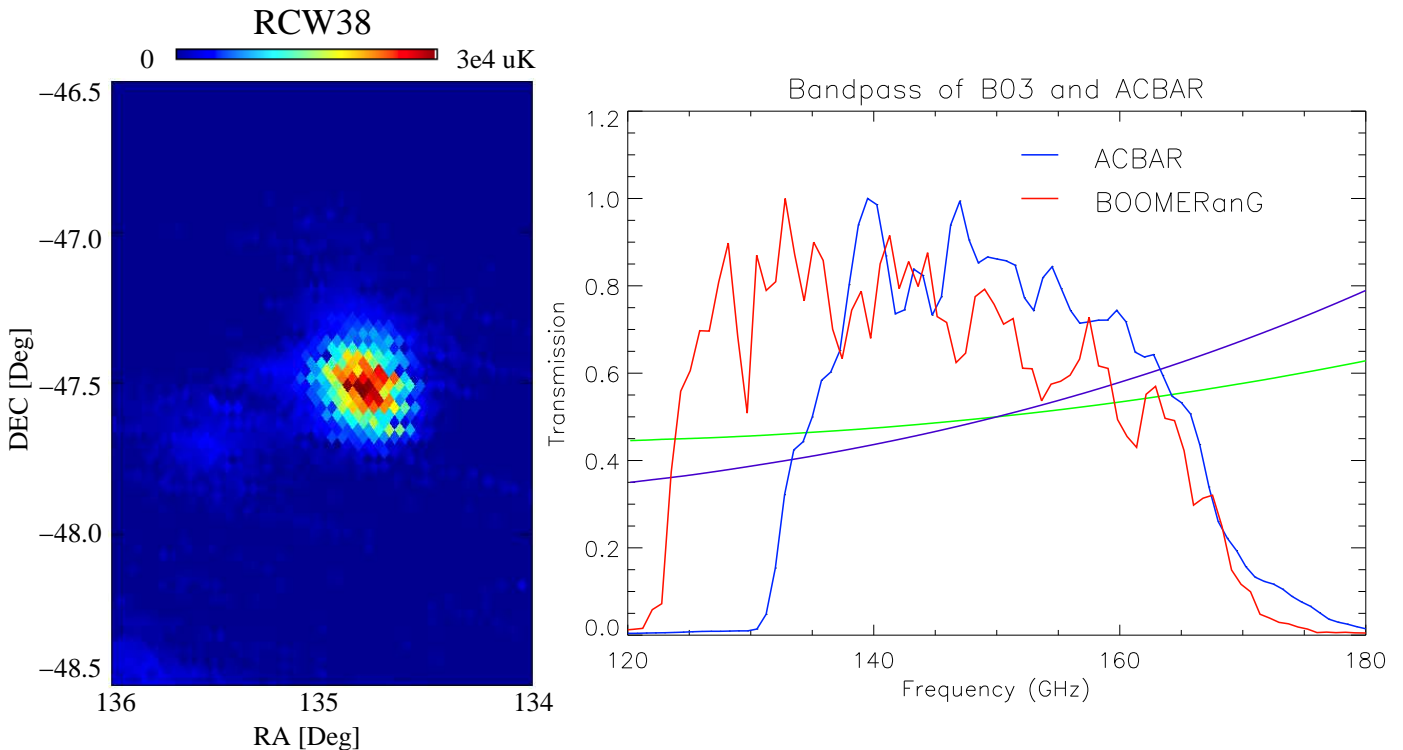 RCW38
0
3e4 uK
−46.5
−47.0
−47.5
−48.0
−48.5
DEC [Deg]
136
135
134
RA [Deg]
Bandpass of B03 and ACBAR
1.2
1.0
0.8
0.6
0.4
0.2
0.0
Transmission
ACBAR
BOOMERanG
120
140
160
180
Frequency (GHz)